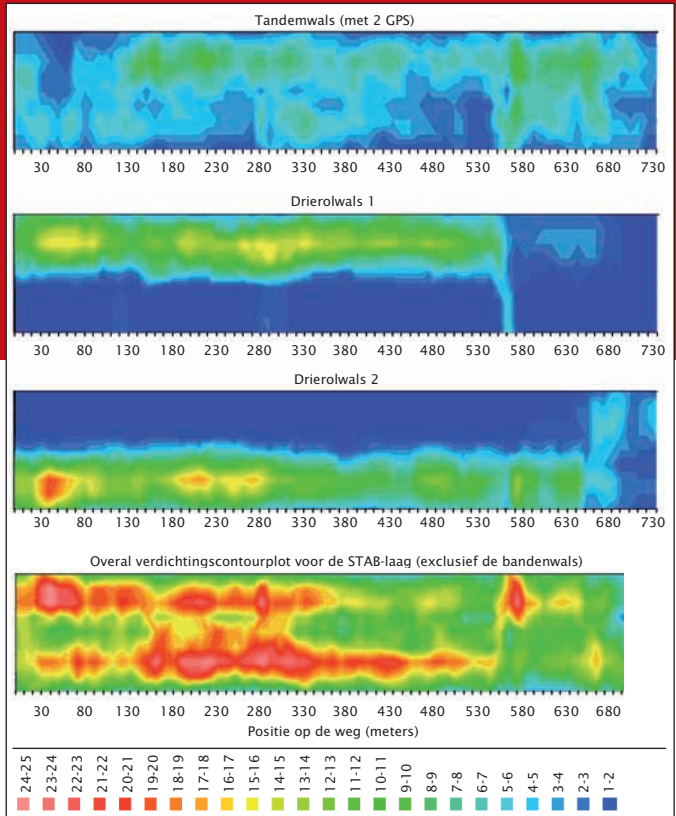 Tandemwals (met 2 GPS)
30 80 130 180 230 280 330 380 430 480 530 580 630 680 730
Drierolwals 1
30 80 130 180 230 280 330 380 430 480 530 580 630 680 730
Drierolwals 2
30 80 130 180 230 280 330 380 430 480 530 580 630 680 730
Overal verdichtingscontourplot voor de STAB-laag (exclusief de bandenwals)
30 80 130 180 230 280 330 380 430 480 530 580 630 680
Positie op de weg (meters)
24-25
23-24
22-23
21-22
20-21
19-20
18-19
17-18
16-17
15-16
14-15
13-14
12-13
11-12
10-11
9-10
8-9
7-8
6-7
5-6
4-5
3-4
2-3
1-2